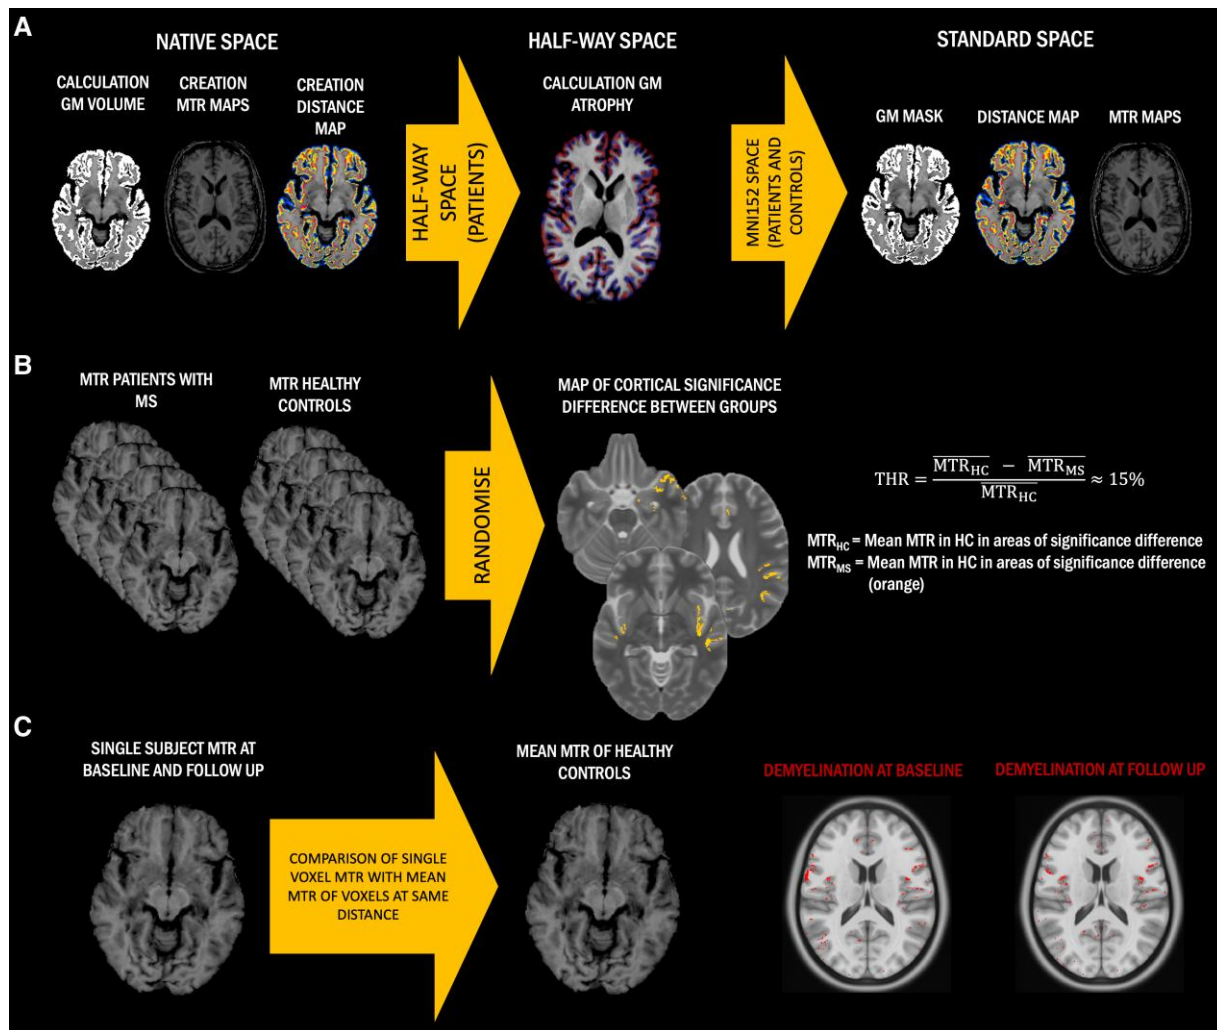 A
NATIVE SPACE
HALF-WAY SPACE
STANDARD SPACE
CALCULATION
GM VOLUME
CREATION
MTR MAPS
CREATION
DISTANCE
MAP
HALF-WAY
SPACE
(PATIENTS)
CALCULATION GM
ATROPHY
MNI152 SPACE
(PATIENTS AND
CONTROLS)
GM MASK
DISTANCE MAP
MTR MAPS
B
MTR PATIENTS WITH
MS
MTR HEALTHY
CONTROLS
RANDOMISE
MAP OF CORTICAL SIGNIFICANCE
DIFFERENCE BETWEEN GROUPS
THR = (MTR_HC − MTR_MS) / MTR_HC ≈ 15%
MTR_HC = Mean MTR in HC in areas of significance difference
MTR_MS = Mean MTR in HC in areas of significance difference
(orange)
C
SINGLE SUBJECT MTR AT
BASELINE AND FOLLOW UP
COMPARISON OF SINGLE
VOXEL MTR WITH MEAN
MTR OF VOXELS AT SAME
DISTANCE
MEAN MTR OF HEALTHY
CONTROLS
DEMYELINATION AT BASELINE
DEMYELINATION AT FOLLOW UP